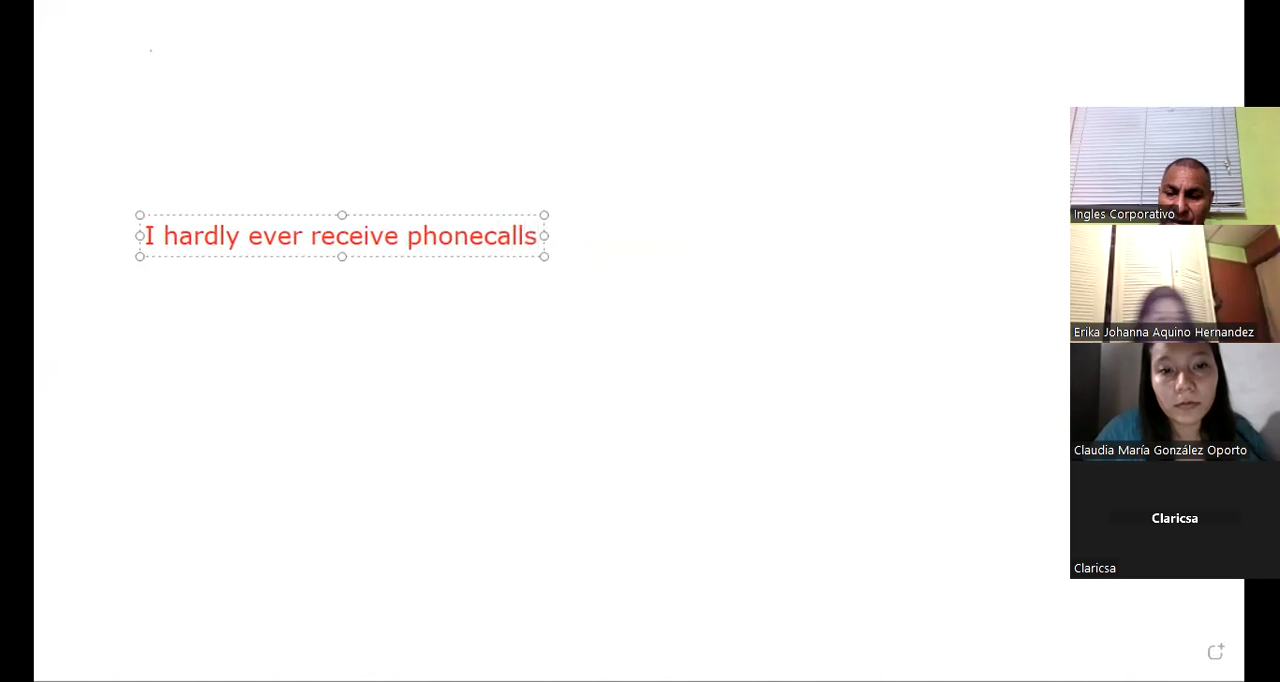 I hardly ever receive phonecalls
Ingles Corporativo
Erika Johanna Aquino Hernandez
Claudia María González Oporto
Claricsa
Claricsa